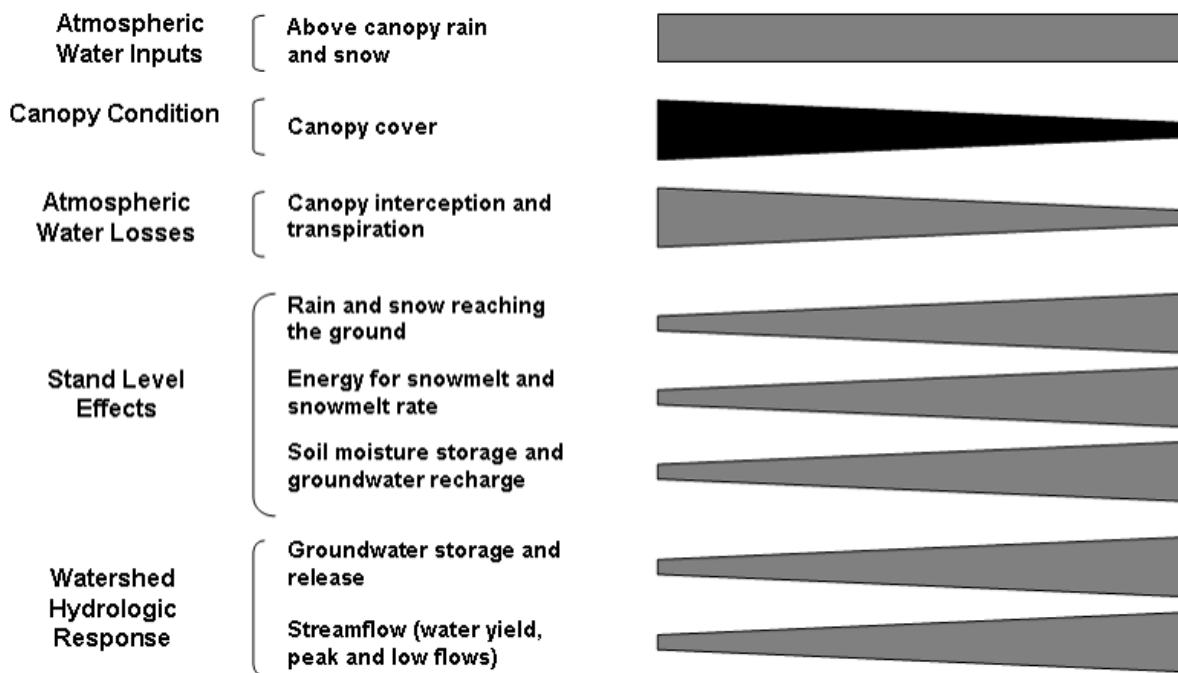 Atmospheric
Water Inputs
Above canopy rain
and snow
Canopy Condition
Canopy cover
Atmospheric
Water Losses
Canopy interception and
transpiration
Stand Level
Effects
Rain and snow reaching
the ground
Energy for snowmelt and
snowmelt rate
Soil moisture storage and
groundwater recharge
Watershed
Hydrologic
Response
Groundwater storage and
release
Streamflow (water yield,
peak and low flows)